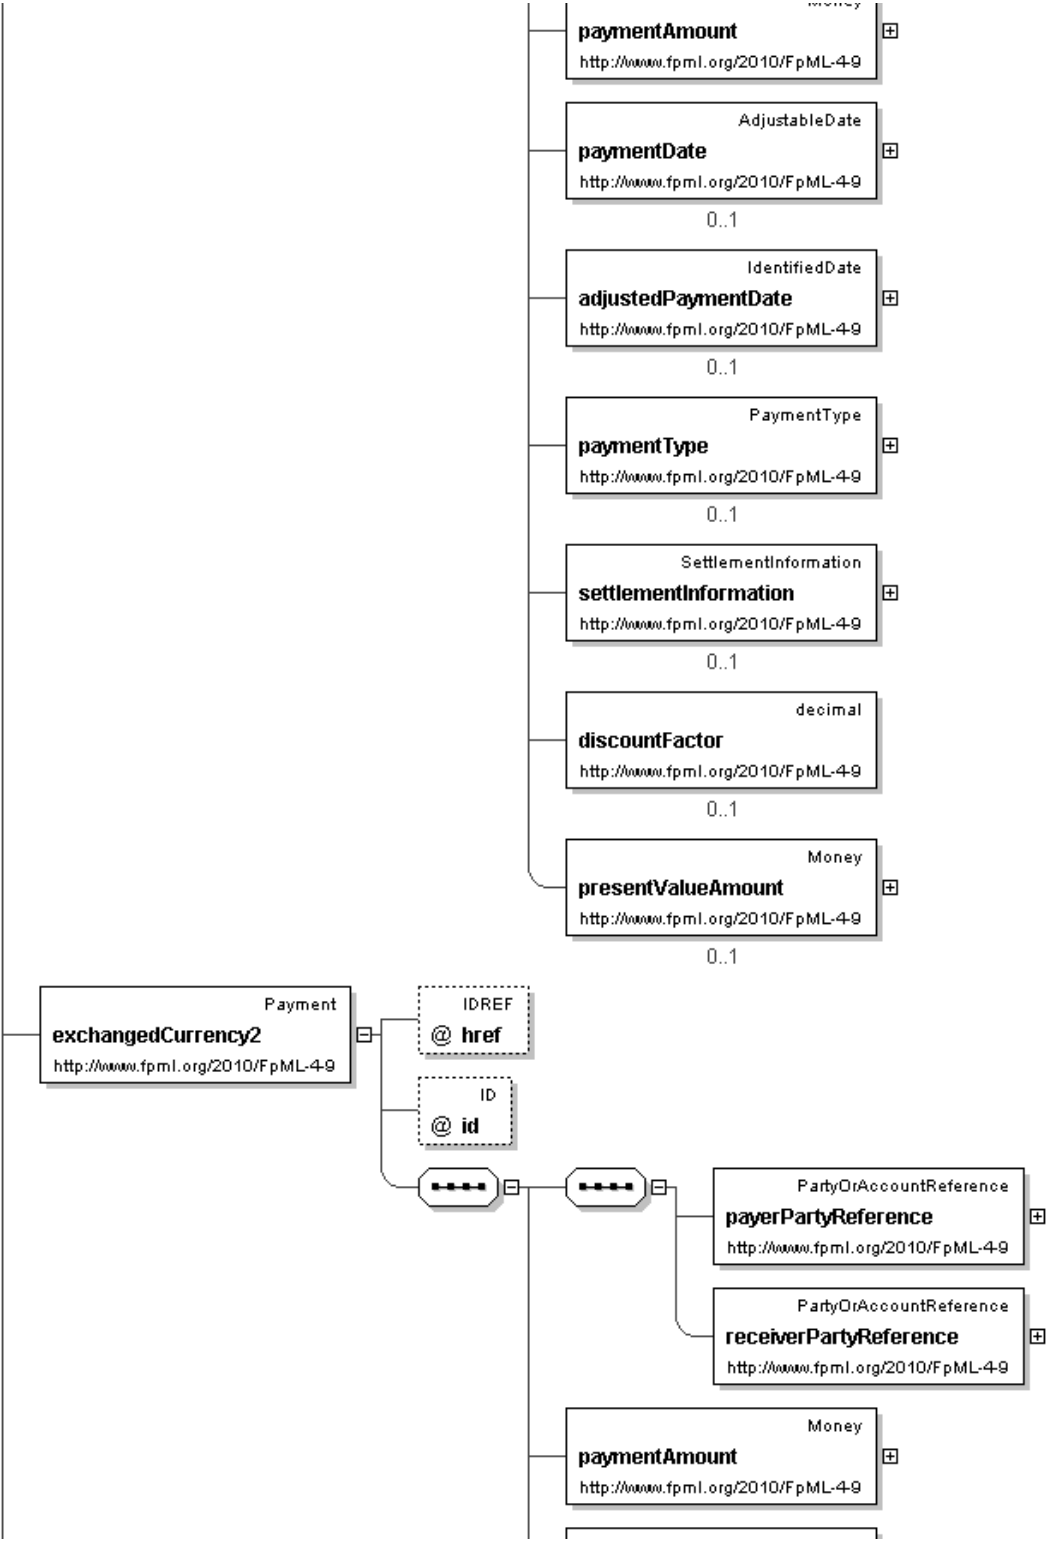 Money
paymentAmount
http://www.fpml.org/2010/FpML-4-9
AdjustableDate
paymentDate
http://www.fpml.org/2010/FpML-4-9
0..1
IdentifiedDate
adjustedPaymentDate
http://www.fpml.org/2010/FpML-4-9
0..1
PaymentType
paymentType
http://www.fpml.org/2010/FpML-4-9
0..1
SettlementInformation
settlementInformation
http://www.fpml.org/2010/FpML-4-9
0..1
decimal
discountFactor
http://www.fpml.org/2010/FpML-4-9
0..1
Money
presentValueAmount
http://www.fpml.org/2010/FpML-4-9
0..1
Payment
exchangedCurrency2
http://www.fpml.org/2010/FpML-4-9
IDREF
@ href
ID
@ id
PartyOrAccountReference
payerPartyReference
http://www.fpml.org/2010/FpML-4-9
PartyOrAccountReference
receiverPartyReference
http://www.fpml.org/2010/FpML-4-9
Money
paymentAmount
http://www.fpml.org/2010/FpML-4-9